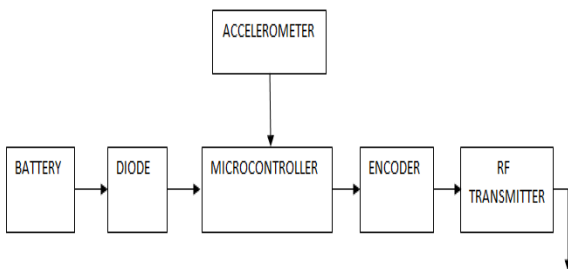 ACCELEROMETER
BATTERY
DIODE
MICROCONTROLLER
ENCODER
RF
TRANSMITTER